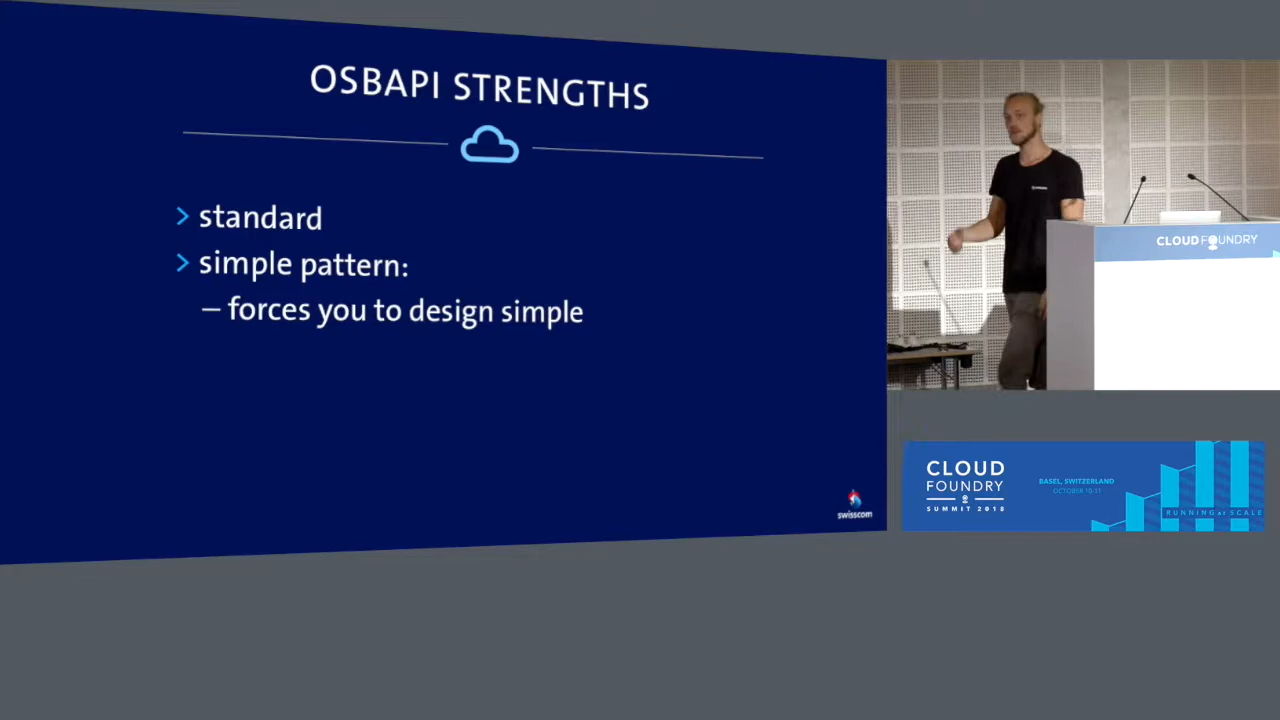 OSBAPI STRENGTHS
> standard
> simple pattern:
– forces you to design simple
swisscom
CLOUD FOUNDRY
CLOUD
FOUNDRY
SUMMIT 2018
BASEL, SWITZERLAND
OCTOBER 10-11
RUNNING at SCALE